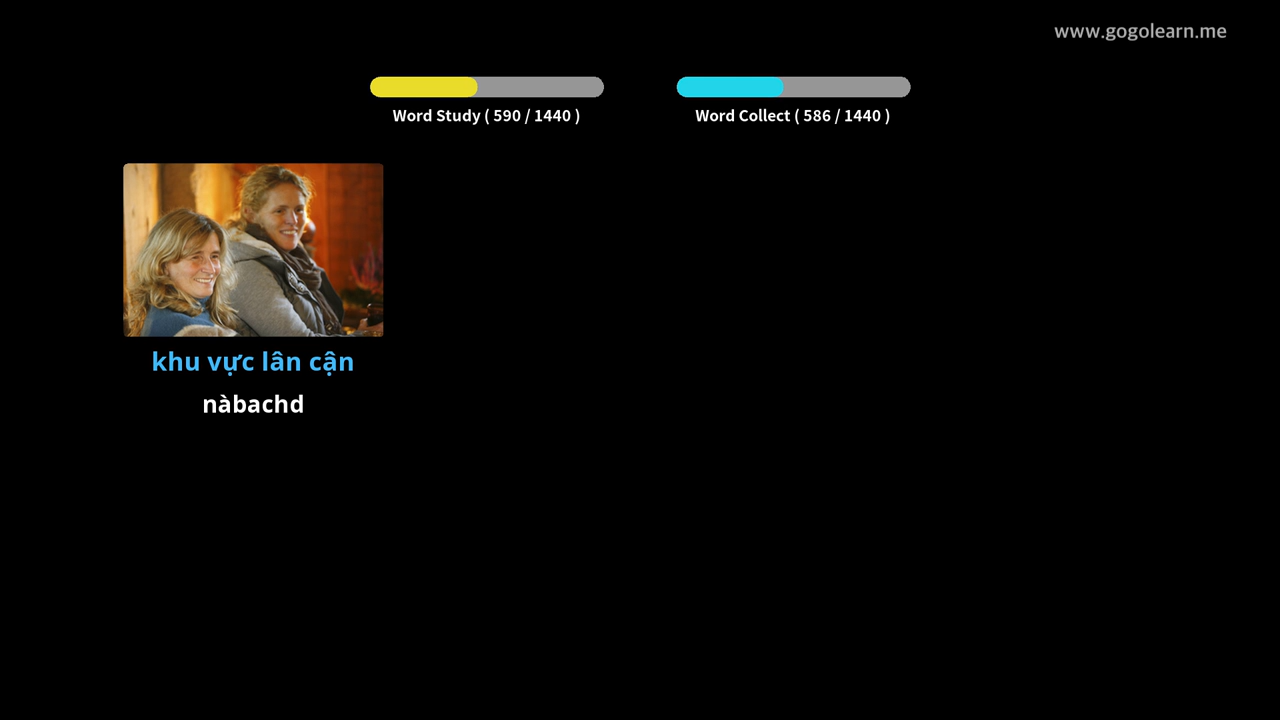 www.gogolearn.me
Word Study ( 590 / 1440 )
Word Collect ( 586 / 1440 )
khu vực lân cận
nàbachd